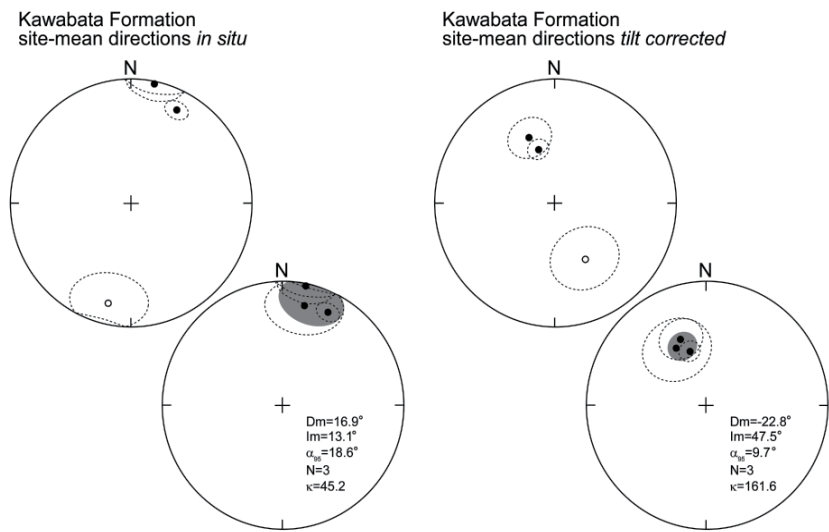 Kawabata Formation
site-mean directions in situ
N
N
Dm=16.9°
Im=13.1°
α95=18.6°
N=3
κ=45.2
Kawabata Formation
site-mean directions tilt corrected
N
N
Dm=-22.8°
Im=47.5°
α95=9.7°
N=3
κ=161.6